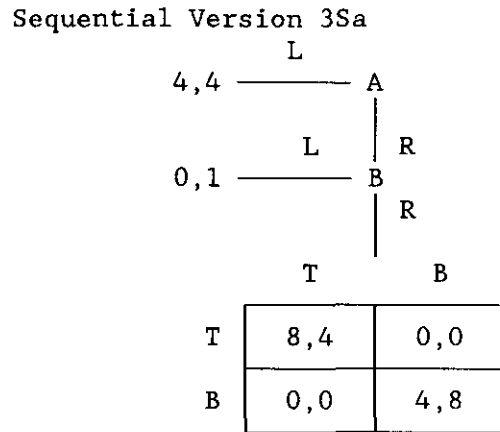 Sequential Version 3Sa
L
4,4 A
L R
0,1 B
R
T B
T 8,4 0,0
B 0,0 4,8